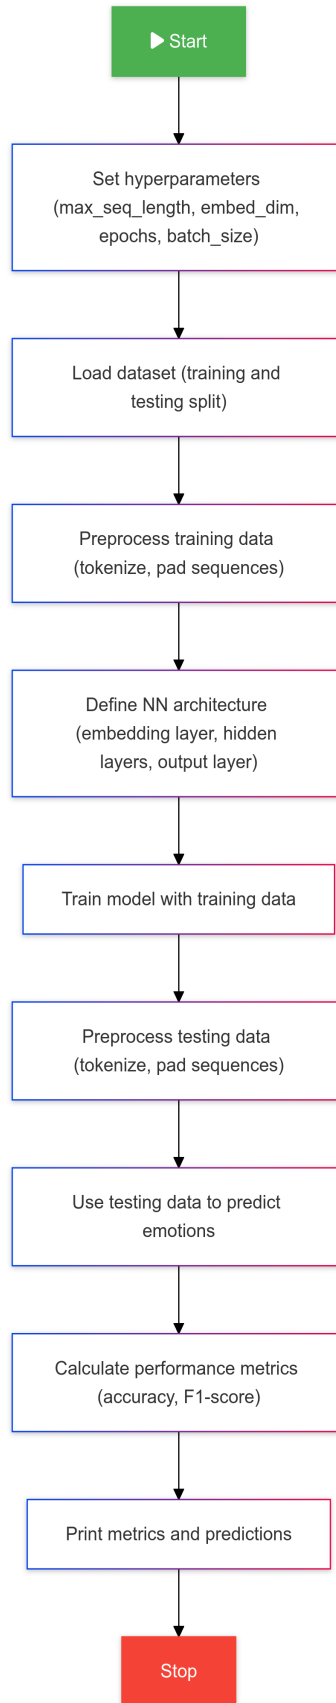 Start
Set hyperparameters
(max_seq_length, embed_dim,
epochs, batch_size)
Load dataset (training and
testing split)
Preprocess training data
(tokenize, pad sequences)
Define NN architecture
(embedding layer, hidden
layers, output layer)
Train model with training data
Preprocess testing data
(tokenize, pad sequences)
Use testing data to predict
emotions
Calculate performance metrics
(accuracy, F1-score)
Print metrics and predictions
Stop